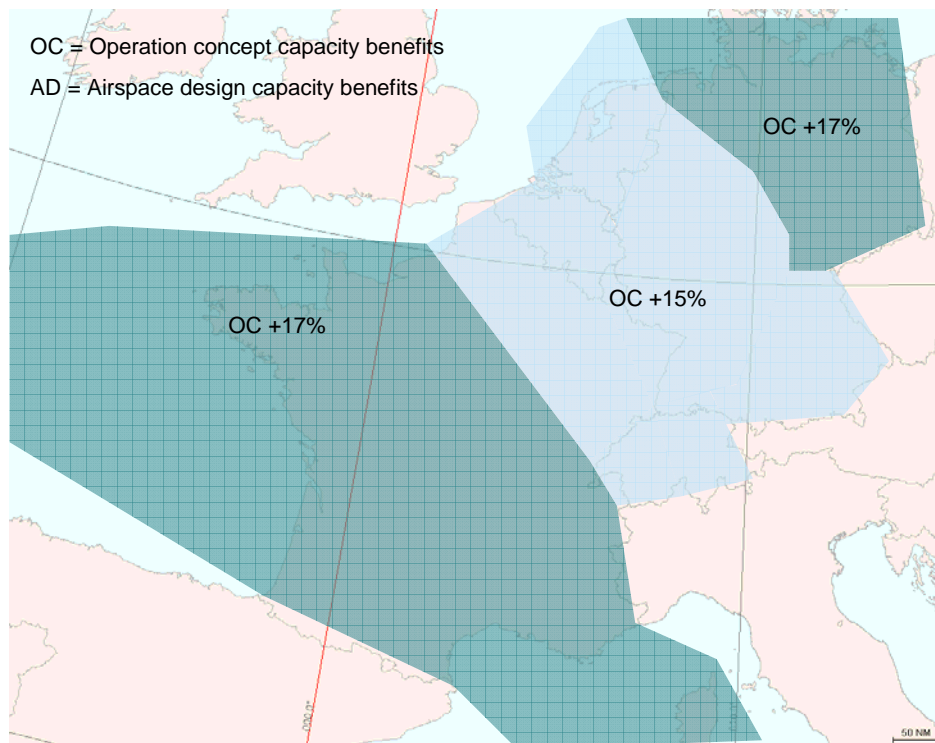 OC = Operation concept capacity benefits
AD = Airspace design capacity benefits
OC +17%
OC +15%
OC +17%
50 NM